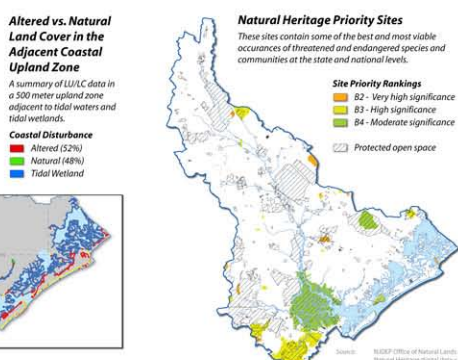 Altered vs. Natural
Land Cover in the
Adjacent Coastal
Upland Zone
A summary of LU/LC data in
a 500 meter upland zone
adjacent to tidal waters and
tidal wetlands.
Coastal Disturbance
Altered (52%)
Natural (48%)
Tidal Wetland
Natural Heritage Priority Sites
These sites contain some of the best and most viable
occurances of threatened and endangered species and
communities at the state and national levels.
Site Priority Rankings
B2 - Very high significance
B3 - High significance
B4 - Moderate significance
Protected open space
Source: NJDEP Office of Natural Lands